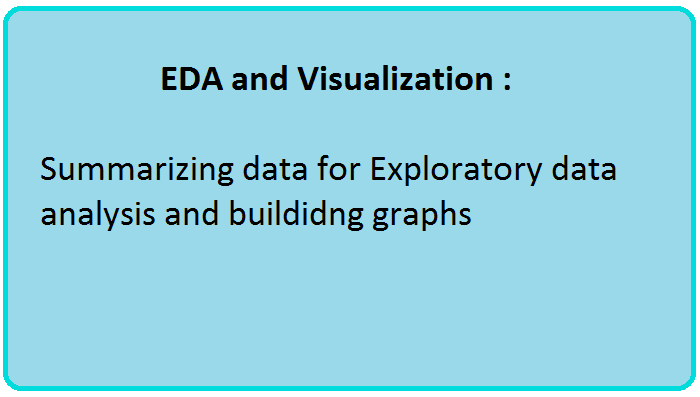 EDA and Visualization :
Summarizing data for Exploratory data
analysis and buildidng graphs